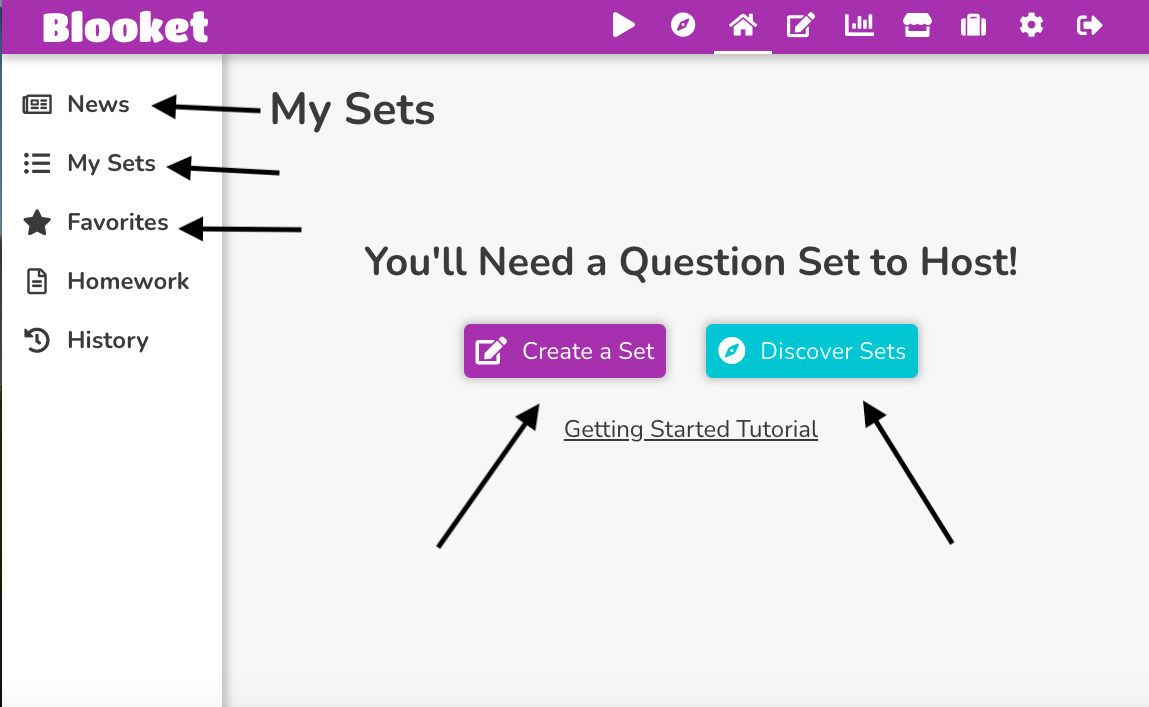 Blooket
News
My Sets
Favorites
Homework
History
My Sets
You'll Need a Question Set to Host!
Create a Set
Discover Sets
Getting Started Tutorial